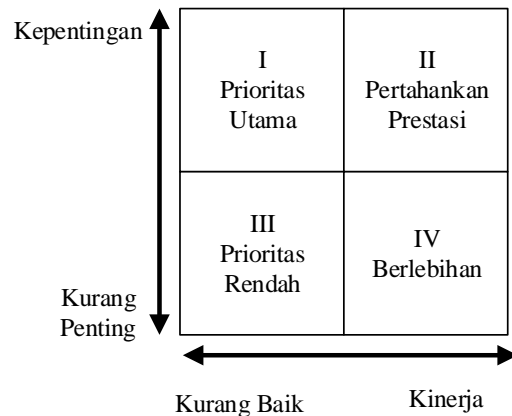 Kepentingan
I
Prioritas
Utama
II
Pertahankan
Prestasi
III
Prioritas
Rendah
IV
Berlebihan
Kurang
Penting
Kurang Baik
Kinerja